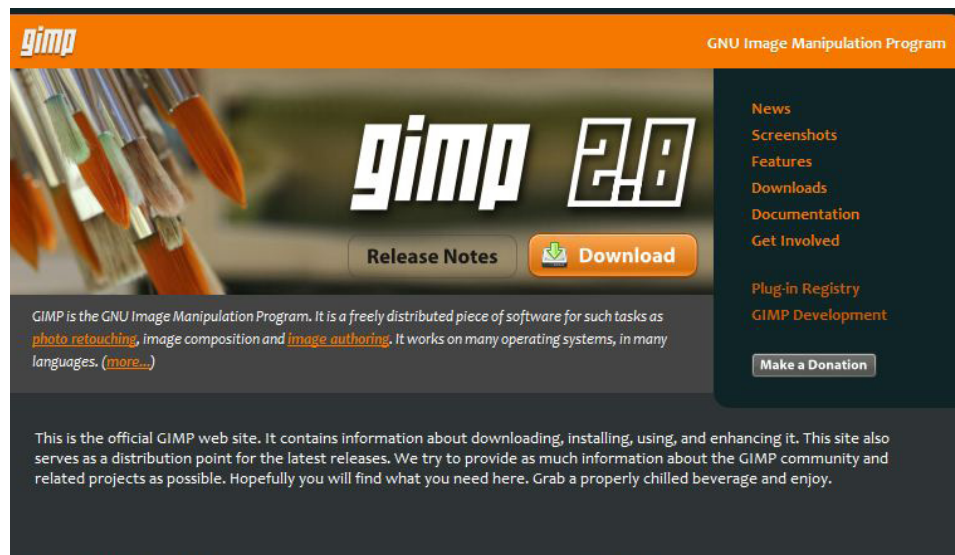 gimp
GNU Image Manipulation Program
gimp 2.8
Release Notes
Download
News
Screenshots
Features
Downloads
Documentation
Get Involved
Plug-in Registry
GIMP Development
Make a Donation
GIMP is the GNU Image Manipulation Program. It is a freely distributed piece of software for such tasks as
photo retouching, image composition and image authoring. It works on many operating systems, in many
languages. (more...)
This is the official GIMP web site. It contains information about downloading, installing, using, and enhancing it. This site also
serves as a distribution point for the latest releases. We try to provide as much information about the GIMP community and
related projects as possible. Hopefully you will find what you need here. Grab a properly chilled beverage and enjoy.